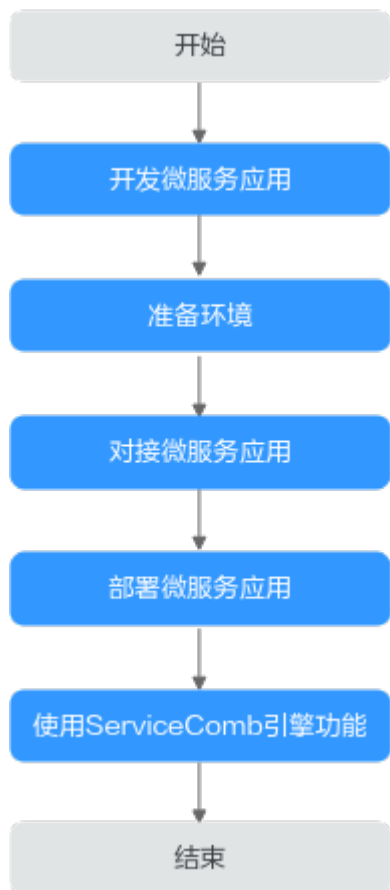 开始
开发微服务应用
准备环境
对接微服务应用
部署微服务应用
使用ServiceComb引擎功能
结束